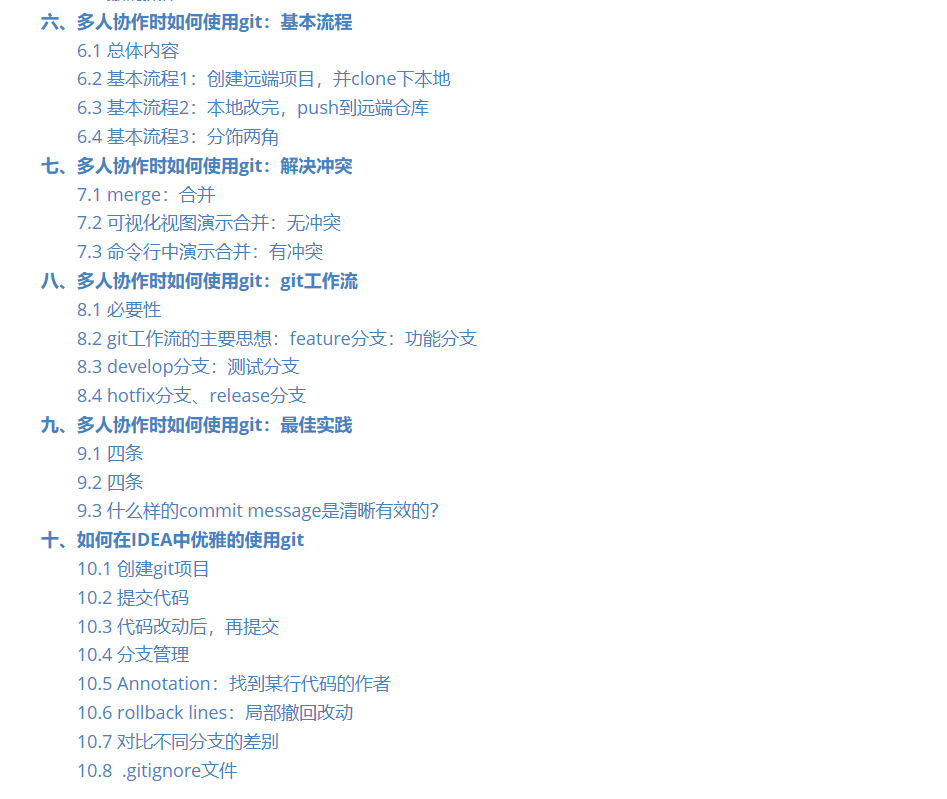 六、多人协作时如何使用git：基本流程
6.1 总体内容
6.2 基本流程1：创建远端项目，并clone下本地
6.3 基本流程2：本地改完，push到远端仓库
6.4 基本流程3：分饰两角
七、多人协作时如何使用git：解决冲突
7.1 merge：合并
7.2 可视化视图演示合并：无冲突
7.3 命令行中演示合并：有冲突
八、多人协作时如何使用git：git工作流
8.1 必要性
8.2 git工作流的主要思想：feature分支：功能分支
8.3 develop分支：测试分支
8.4 hotfix分支、release分支
九、多人协作时如何使用git：最佳实践
9.1 四条
9.2 四条
9.3 什么样的commit message是清晰有效的？
十、如何在IDEA中优雅的使用git
10.1 创建git项目
10.2 提交代码
10.3 代码改动后，再提交
10.4 分支管理
10.5 Annotation：找到某行代码的作者
10.6 rollback lines：局部撤回改动
10.7 对比不同分支的差别
10.8  .gitignore文件